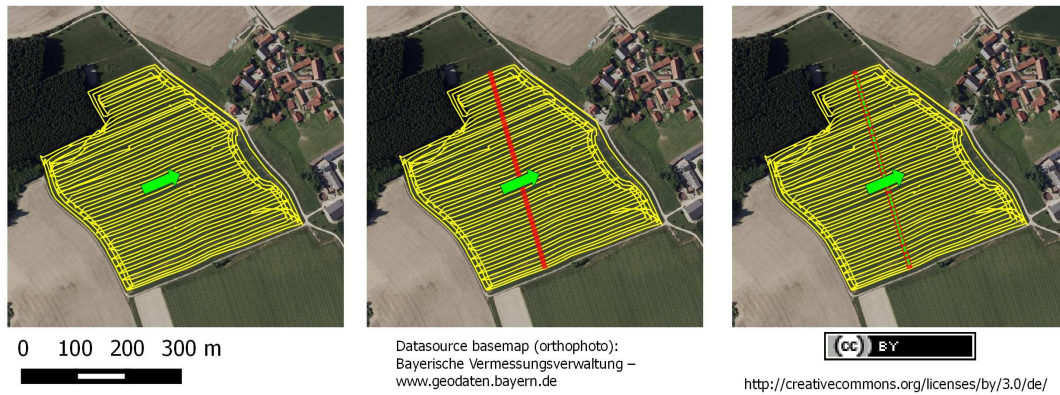 0 100 200 300 m
Datasource basemap (orthophoto):
Bayerische Vermessungsverwaltung –
www.geodaten.bayern.de
(cc) BY
http://creativecommons.org/licenses/by/3.0/de/